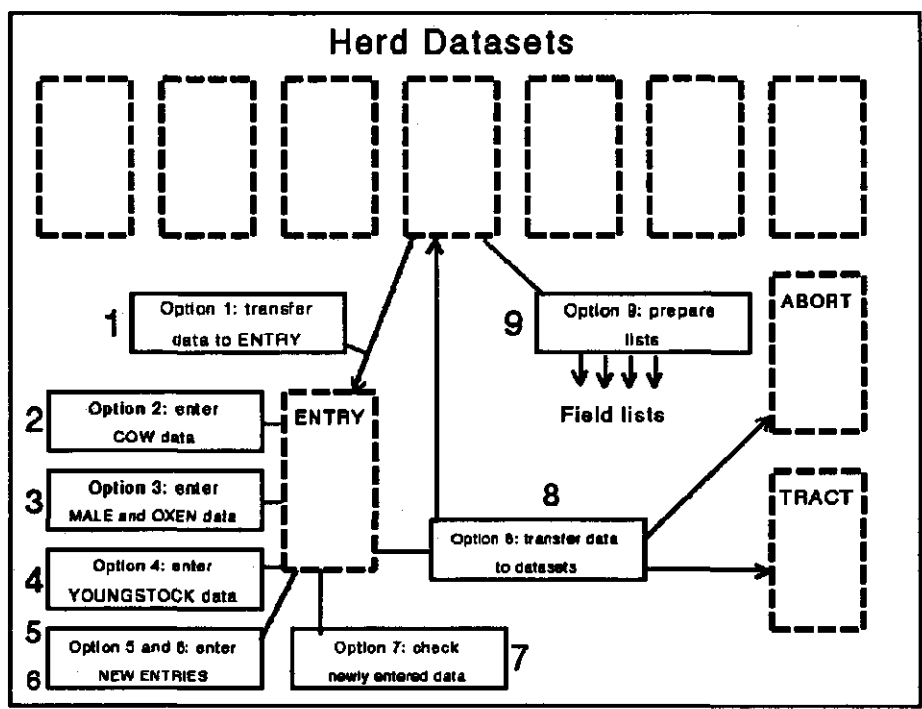 Herd Datasets
1
Option 1: transfer
data to ENTRY
9
Option 9: prepare
lists
ABORT
Field lists
2
Option 2: enter
COW data
ENTRY
3
Option 3: enter
MALE and OXEN data
8
Option 8: transfer data
to datasets
TRACT
4
Option 4: enter
YOUNGSTOCK data
5
6
Option 5 and 6: enter
NEW ENTRIES
Option 7: check
newly entered data
7